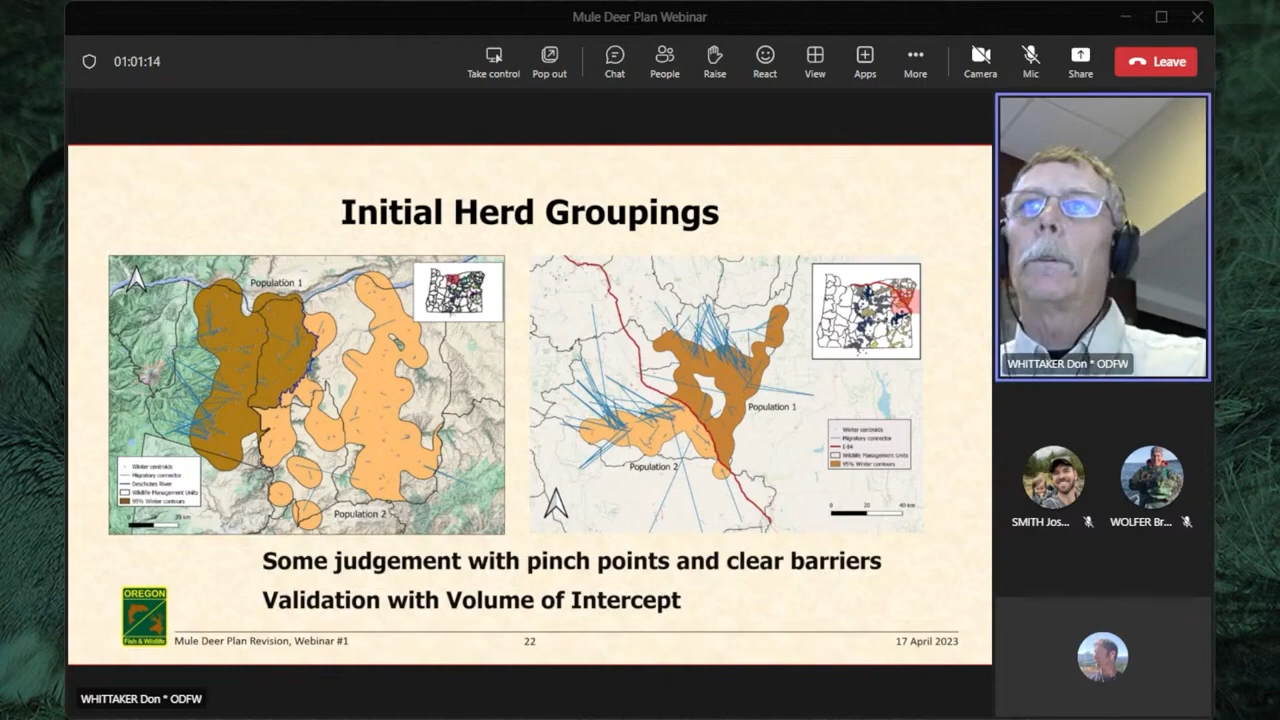 Mule Deer Plan Webinar
01:01:14
Take control
Pop out
Chat
People
Raise
React
View
Apps
More
Camera
Mic
Share
Leave
Initial Herd Groupings
Population 1
Winter centroids
Migratory connector
Deschutes River
Wildlife Management Units
95% Winter contours
Population 2
Population 1
Population 2
Winter centroids
Migratory connector
I-84
Wildlife Management Units
95% Winter contours
0 20 40 km
Some judgement with pinch points and clear barriers
Validation with Volume of Intercept
OREGON
Fish & Wildlife
Mule Deer Plan Revision, Webinar #1
22
17 April 2023
WHITTAKER Don * ODFW
SMITH Jos...
WOLFER Br...
WHITTAKER Don * ODFW